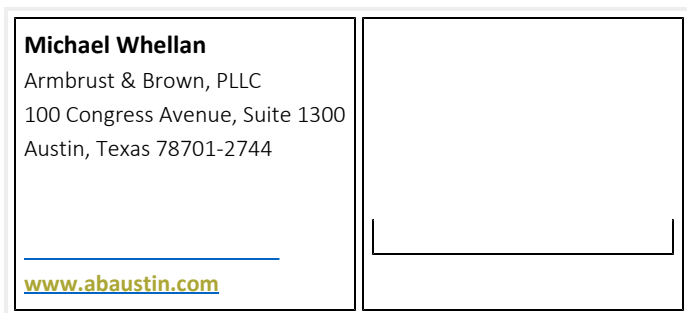 Michael Whellan
Armbrust & Brown, PLLC
100 Congress Avenue, Suite 1300
Austin, Texas 78701-2744
www.abaustin.com